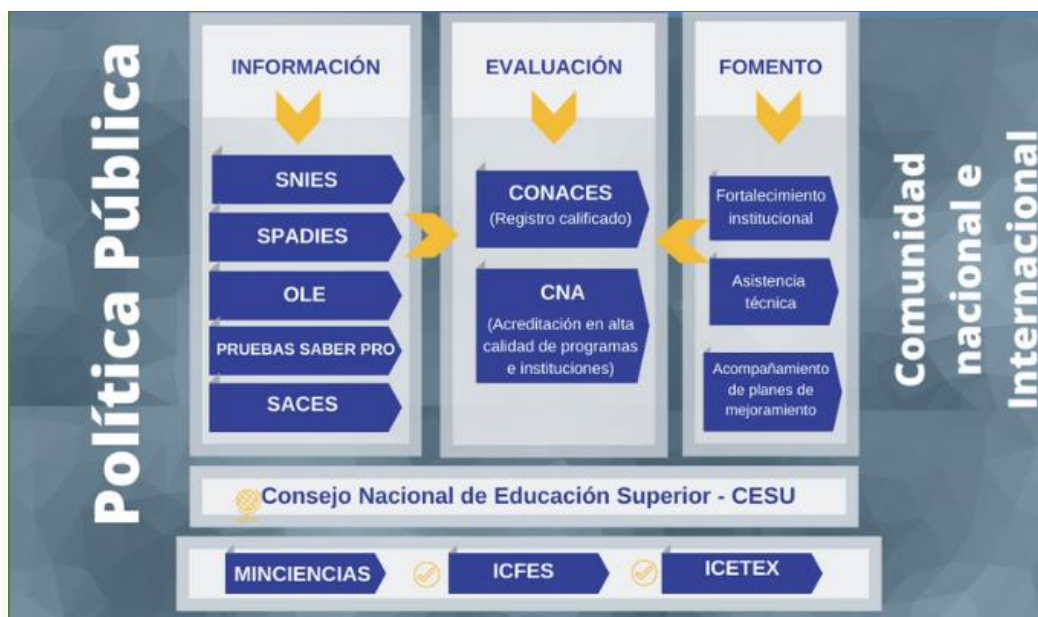 Política Pública
INFORMACIÓN
SNIES
SPADIES
OLE
PRUEBAS SABER PRO
SACES
EVALUACIÓN
CONACES
(Registro calificado)
CNA
(Acreditación en alta
calidad de programas
e instituciones)
FOMENTO
Fortalecimiento
institucional
Asistencia
técnica
Acompañamiento
de planes de
mejoramiento
Comunidad
nacional e
Internacional
Consejo Nacional de Educación Superior - CESU
MINCIENCIAS
ICFES
ICETEX